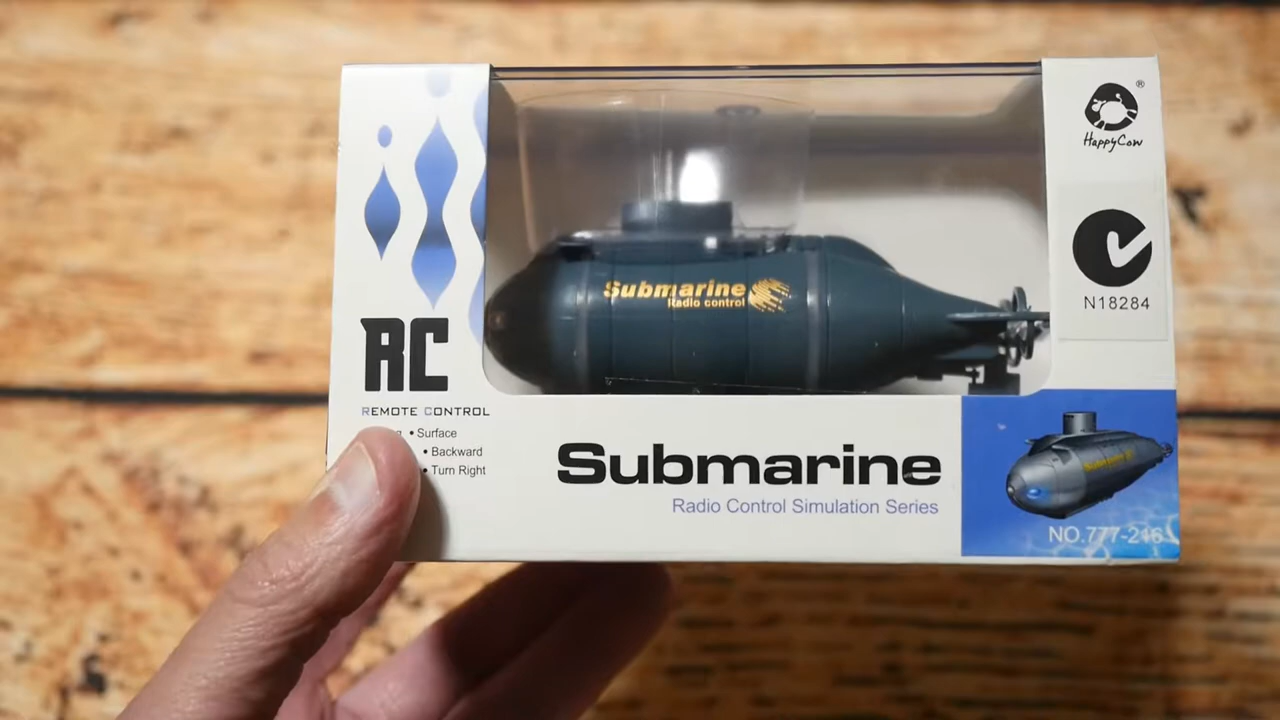 RC
REMOTE CONTROL
• Surface
• Backward
• Turn Right
Submarine
Radio control
Submarine
Radio Control Simulation Series
®
HappyCow
N18284
NO.777-216